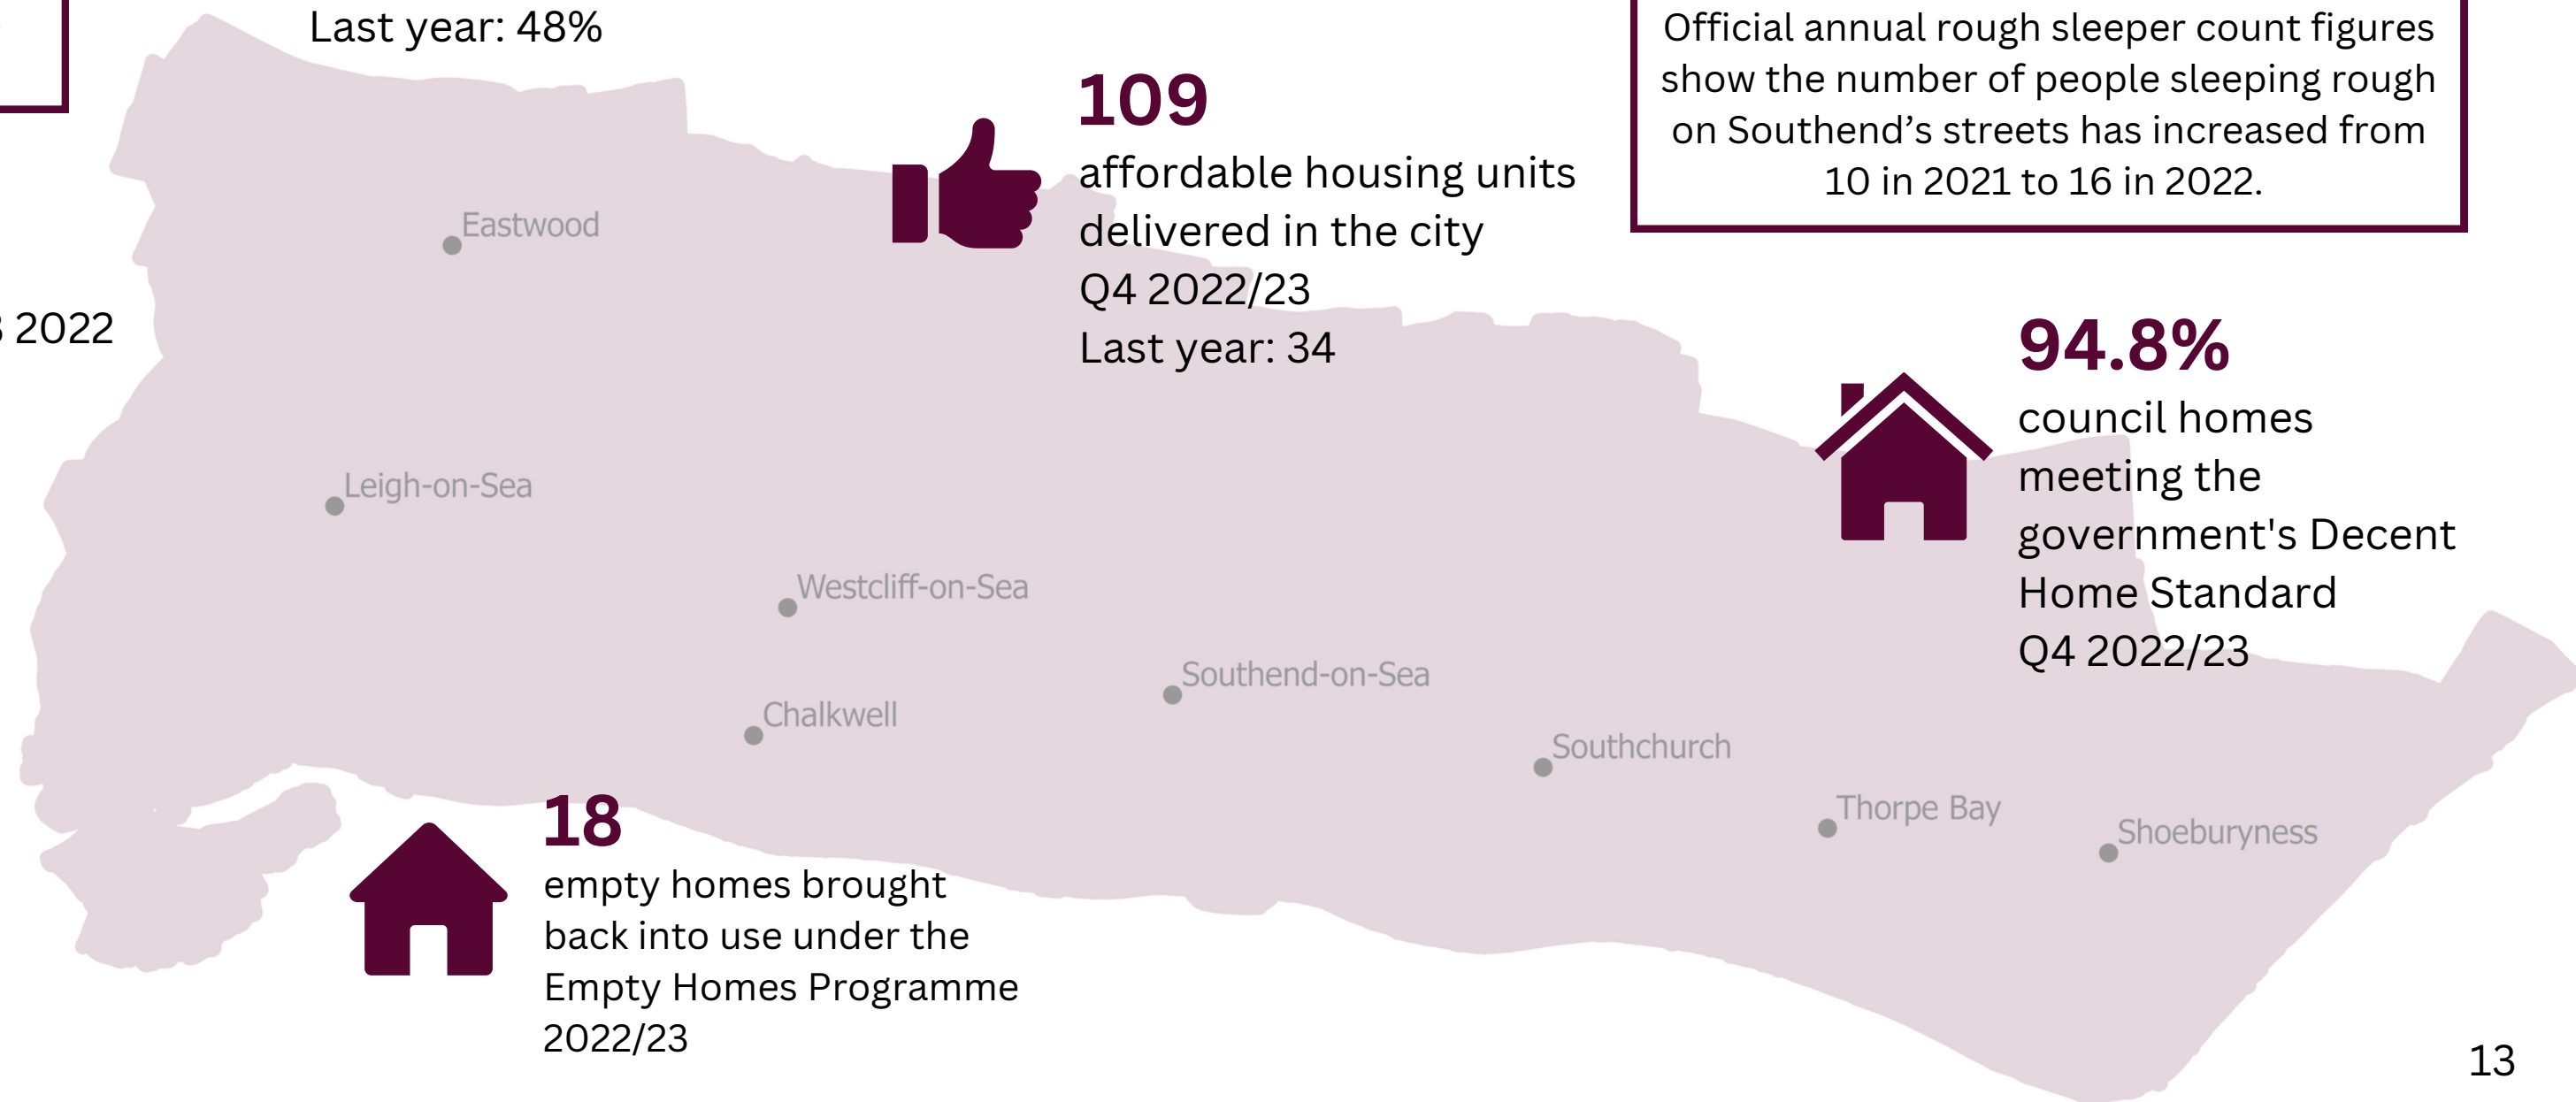 Last year: 48%
Official annual rough sleeper count figures
show the number of people sleeping rough
on Southend’s streets has increased from
10 in 2021 to 16 in 2022.
109
affordable housing units
delivered in the city
Q4 2022/23
Last year: 34
2022
94.8%
council homes
meeting the
government's Decent
Home Standard
Q4 2022/23
Eastwood
Leigh-on-Sea
Westcliff-on-Sea
Chalkwell
Southend-on-Sea
Southchurch
Thorpe Bay
Shoeburyness
18
empty homes brought
back into use under the
Empty Homes Programme
2022/23
13